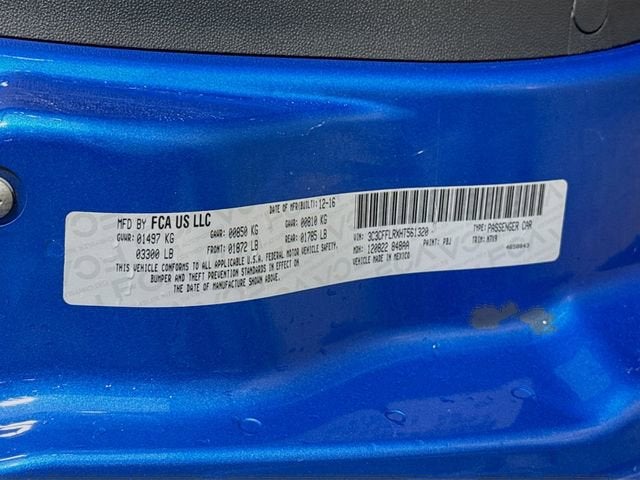 MFD BY FCA US LLC
DATE OF MFR(BUILT): 12-16
GVWR: 01497 KG
GAWR: 00850 KG
GAWR: 00810 KG
03300 LB
FRONT: 01872 LB
REAR: 01785 LB
THIS VEHICLE CONFORMS TO ALL APPLICABLE U.S.A. FEDERAL MOTOR VEHICLE SAFETY,
BUMPER AND THEFT PREVENTION STANDARDS IN EFFECT ON
THE DATE OF MANUFACTURE SHOWN ABOVE.
VIN: 3C3CFFLRXHT561320
TYPE: PASSENGER CAR
MDH: 120822 048AA
PAINT: PBJ
TRIM:
VEHICLE MADE IN MEXICO